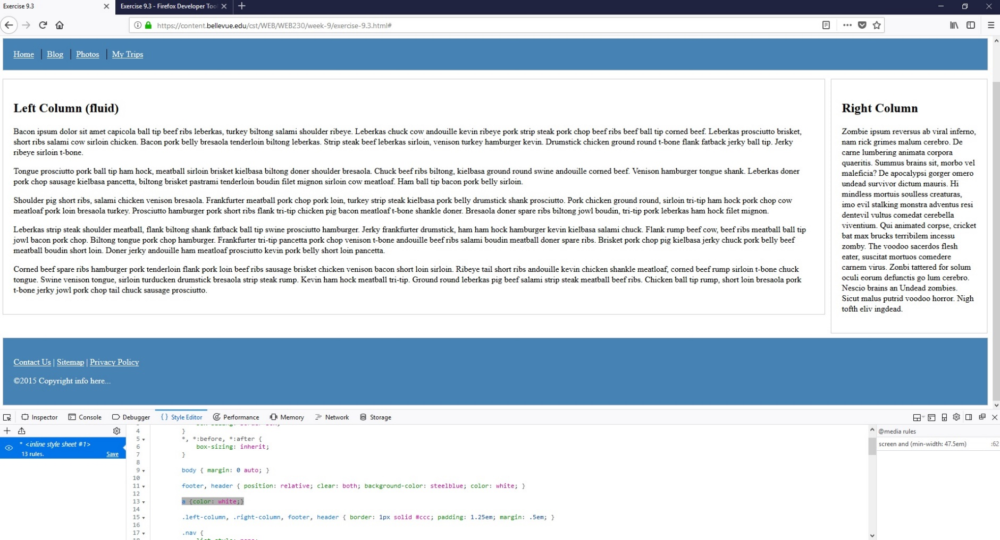 Exercise 9.3
Exercise 9.3 - Firefox Developer Too
https://content.bellevue.edu/cst/WEB/WEB230/week-9/exercise-9.3.html#
Home Blog Photos My Trips
Left Column (fluid)
Bacon ipsum dolor sit amet capicola ball tip beef ribs leberkas, turkey biltong salami shoulder ribeye. Leberkas chuck cow andouille kevin ribeye pork strip steak pork chop beef ribs beef ball tip corned beef. Leberkas prosciutto brisket,
short ribs salami cow sirloin chicken. Bacon pork belly bresaola tenderloin biltong leberkas. Strip steak beef leberkas sirloin, venison turkey hamburger kevin. Drumstick chicken ground round t-bone flank fatback jerky ball tip. Jerky
ribeye sirloin t-bone.
Tongue prosciutto pork ball tip ham hock, meatball sirloin brisket kielbasa biltong doner shoulder bresaola. Chuck beef ribs biltong, kielbasa ground round swine andouille corned beef. Venison hamburger tongue shank. Leberkas doner
pork chop sausage kielbasa pancetta, biltong brisket pastrami tenderloin boudin filet mignon sirloin cow meatloaf. Ham ball tip bacon pork belly sirloin.
Shoulder pig short ribs, salami chicken venison bresaola. Frankfurter meatball pork chop pork loin, turkey strip steak kielbasa pork belly drumstick shank prosciutto. Pork chicken ground round, sirloin tri-tip ham hock pork chop cow
meatloaf pork loin bresaola turkey. Prosciutto hamburger pork short ribs flank tri-tip chicken pig bacon meatloaf t-bone shankle doner. Bresaola doner spare ribs biltong jowl boudin, tri-tip pork leberkas ham hock filet mignon.
Leberkas strip steak shoulder meatball, flank biltong shank fatback ball tip swine prosciutto hamburger. Jerky frankfurter drumstick, ham ham hock hamburger kevin kielbasa salami chuck. Flank rump beef cow, beef ribs meatball ball tip
jowl bacon pork chop. Biltong tongue pork chop hamburger. Frankfurter tri-tip pancetta pork chop venison t-bone andouille beef ribs salami boudin meatball doner spare ribs. Brisket pork chop pig kielbasa jerky chuck pork belly beef
meatball boudin short loin. Doner jerky andouille ham meatloaf prosciutto kevin pork belly short loin pancetta.
Corned beef spare ribs hamburger pork tenderloin flank pork loin beef ribs sausage brisket chicken venison bacon short loin sirloin. Ribeye tail short ribs andouille kevin chicken shankle meatloaf, corned beef rump sirloin t-bone chuck
tongue. Swine venison tongue, sirloin turducken drumstick bresaola strip steak rump. Kevin ham hock meatball tri-tip. Ground round leberkas pig beef salami strip steak meatball beef ribs. Chicken ball tip rump, short loin bresaola pork
t-bone jerky jowl pork chop tail chuck sausage prosciutto.
Right Column
Zombie ipsum reversus ab viral inferno,
nam rick grimes malum cerebro. De
carne lumbering animata corpora
quaeritis. Summus brains sit, morbo vel
maleficia? De apocalypsi gorger omero
undead survivor dictum mauris. Hi
mindless mortuis soulless creaturas,
imo evil stalking monstra adventus resi
dentevil vultus comedat cerebella
viventium. Qui animated corpse, cricket
bat max brucks terribilem incessu
zomby. The voodoo sacerdos flesh
eater, suscitat mortuos comedere
carnem virus. Zonbi tattered for solum
oculi eorum defunctis go lum cerebro.
Nescio brains an Undead zombies.
Sicut malus putrid voodoo horror. Nigh
tofth eliv ingdead.
Contact Us | Sitemap | Privacy Policy
©2015 Copyright info here...
Inspector Console Debugger { } Style Editor Performance Memory Network Storage
* <inline style sheet #1>
13 rules. Save
4 }
5 *, *:before, *:after {
6 box-sizing: inherit;
7 }
8
9 body { margin: 0 auto; }
10
11 footer, header { position: relative; clear: both; background-color: steelblue; color: white; }
12
13 a {color: white;}
14
15 .left-column, .right-column, footer, header { border: 1px solid #ccc; padding: 1.25em; margin: .5em; }
16
17 .nav {
@media rules
screen and (min-width: 47.5em) :62